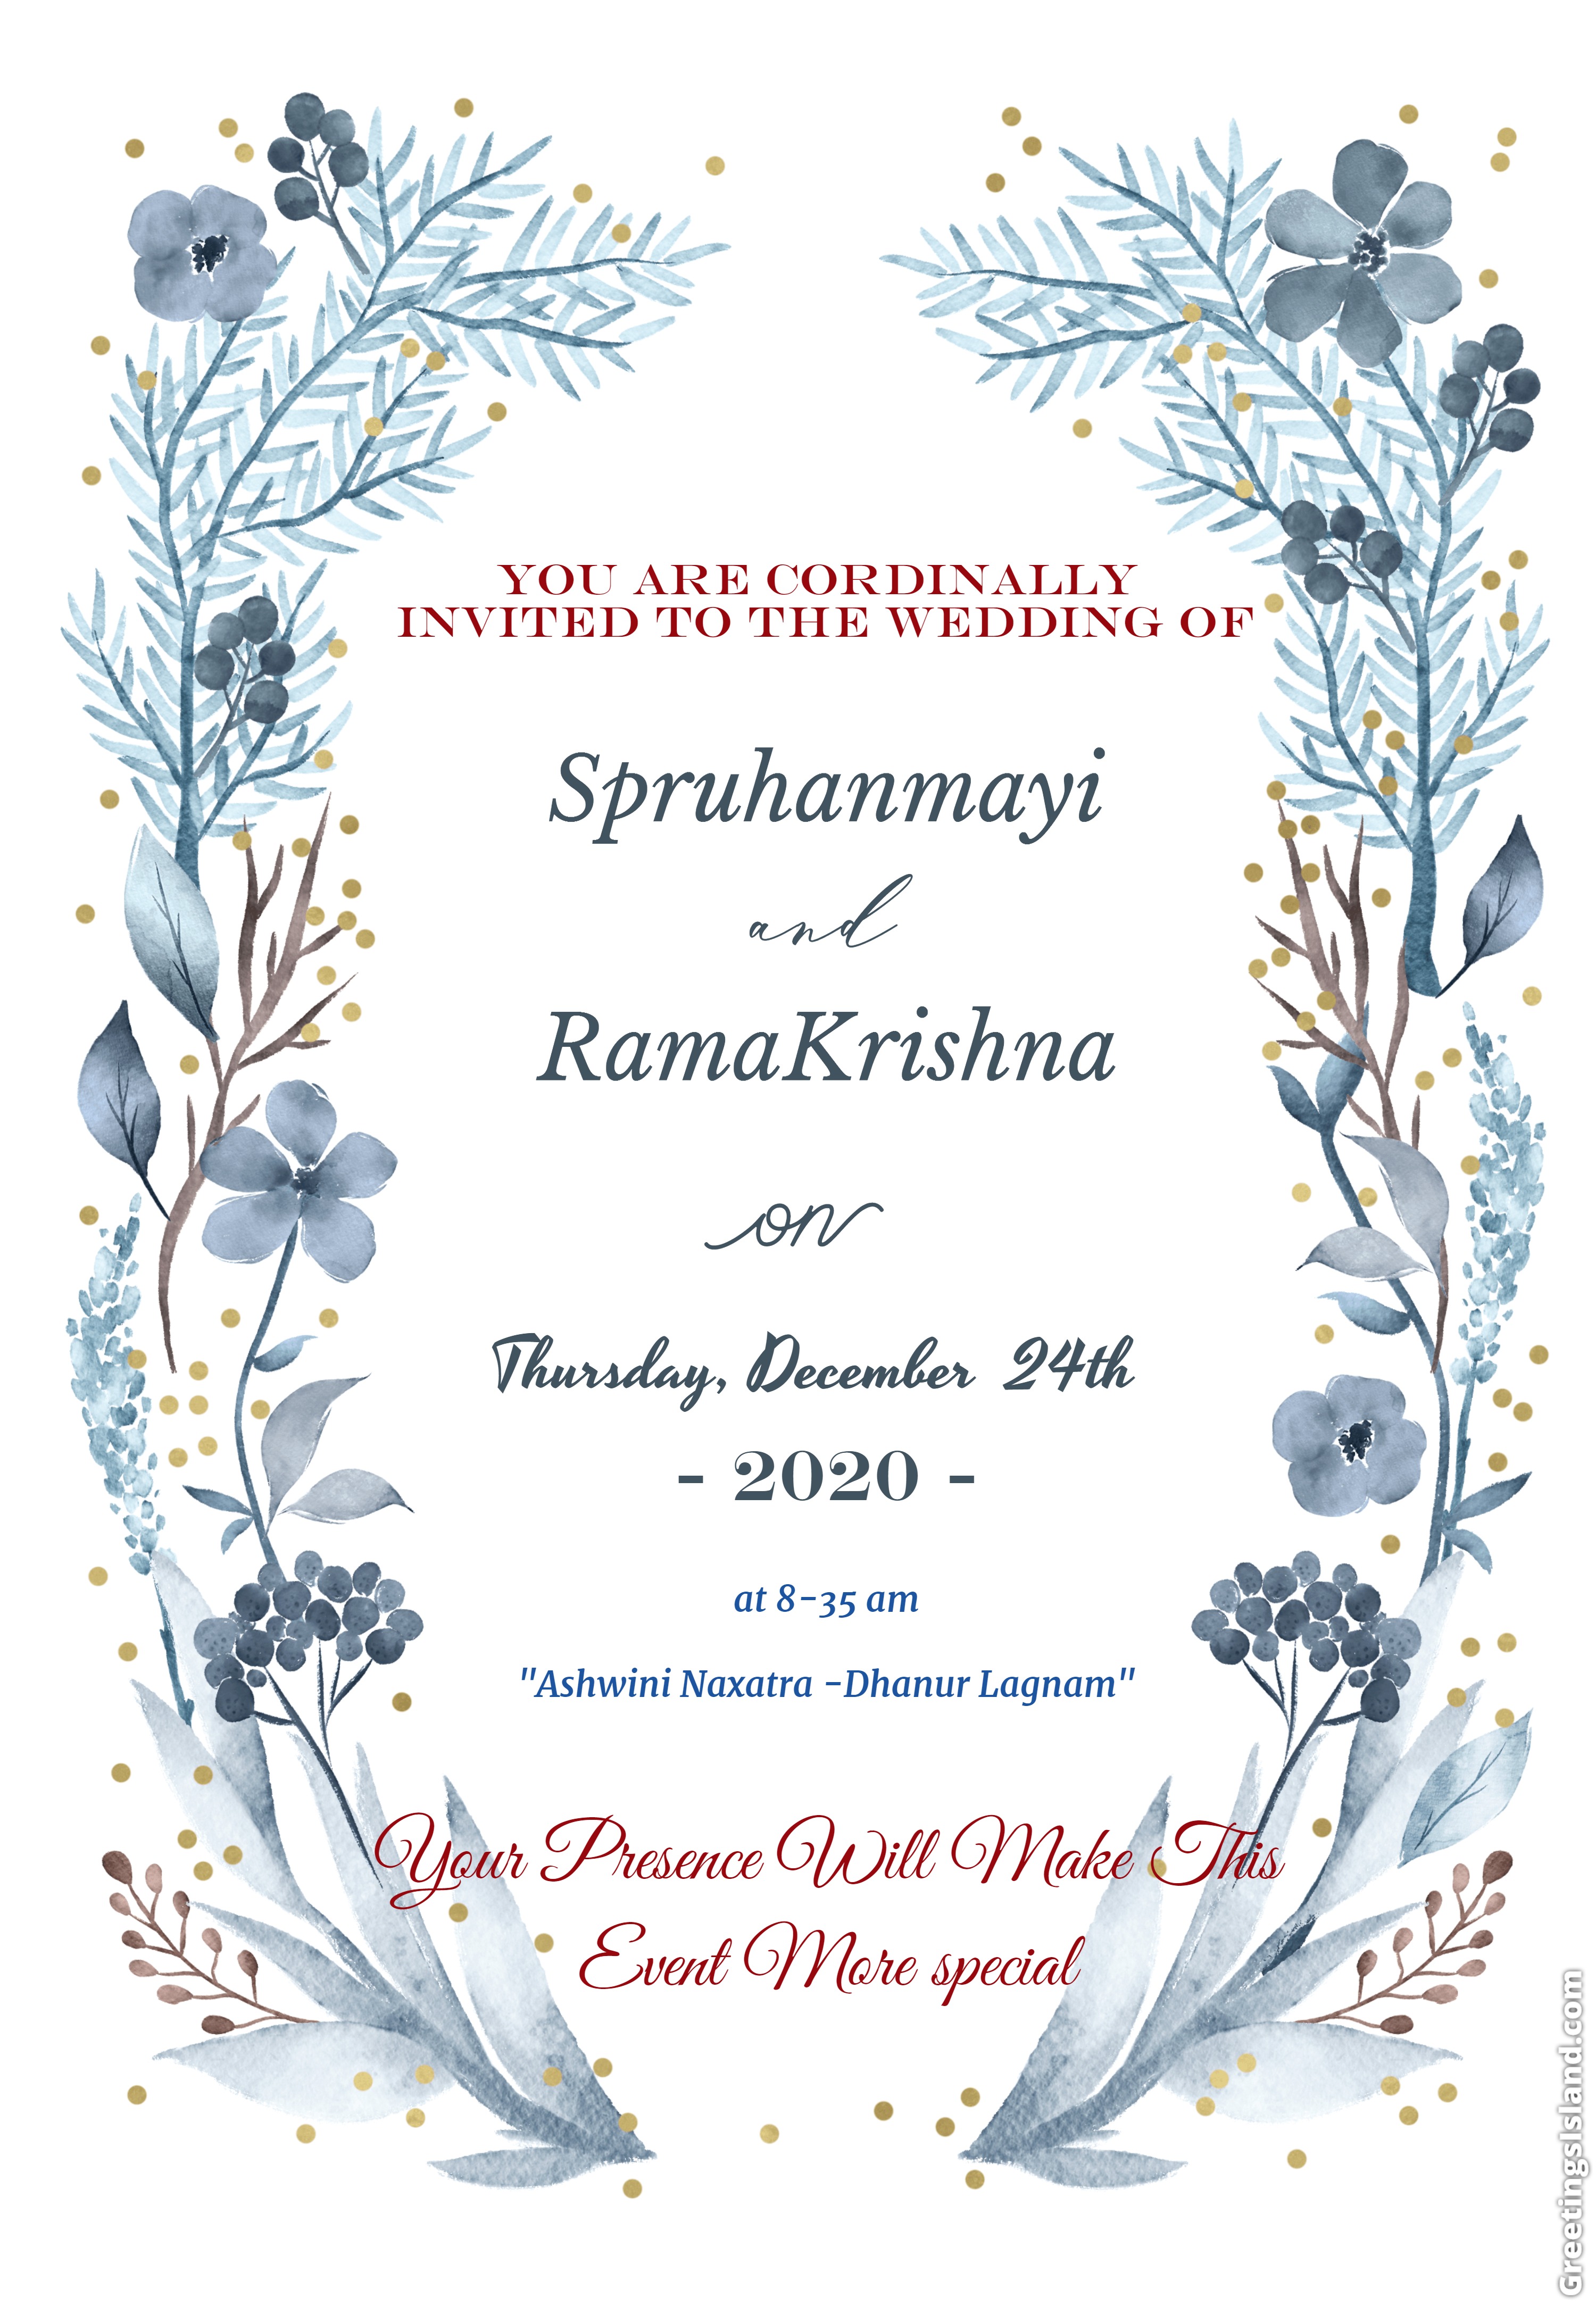 YOU ARE CORDINALLY
INVITED TO THE WEDDING OF
Spruhanmayi
and
RamaKrishna
on
Thursday, December 24th
- 2020 -
at 8-35 am
"Ashwini Naxatra -Dhanur Lagnam"
Your Presence Will Make This
Event More special
GreetingsIsland.com